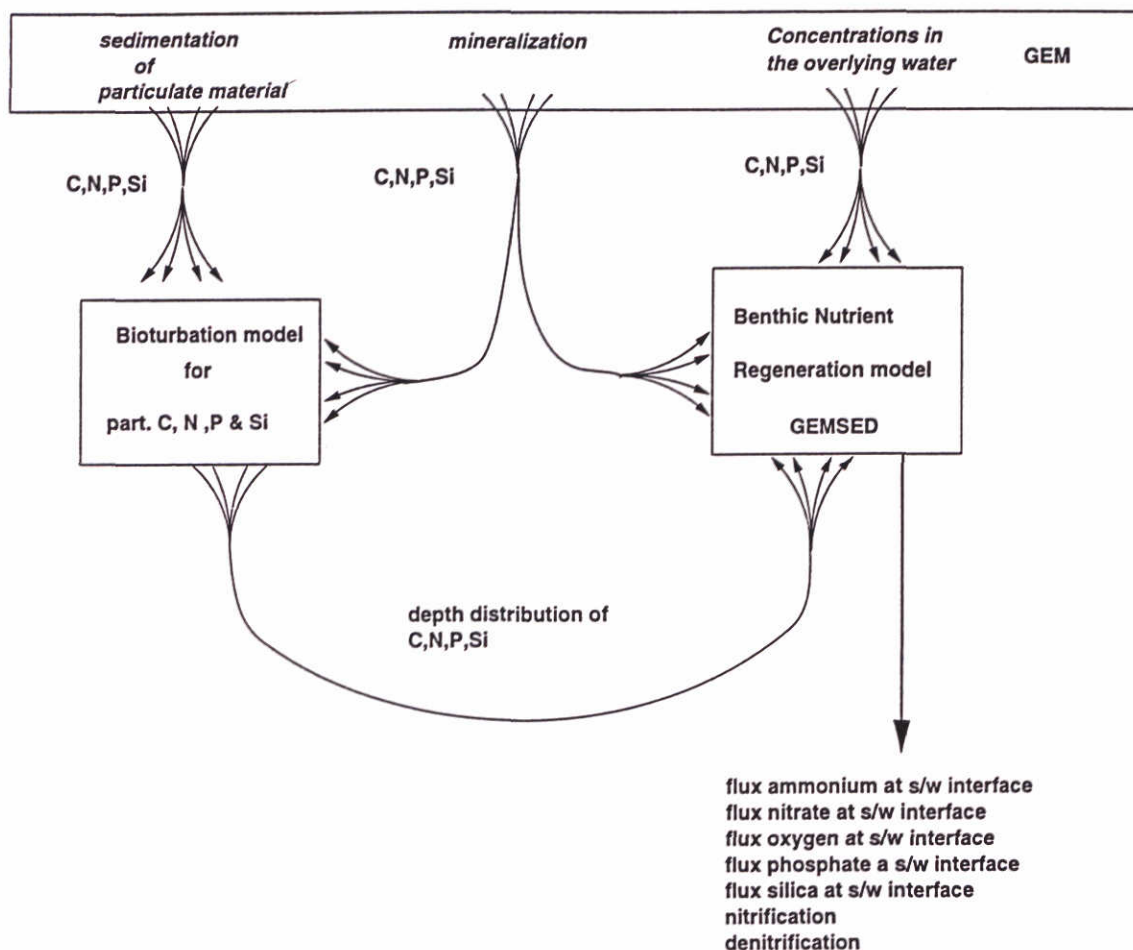 sedimentation
of
particulate material
mineralization
Concentrations in
the overlying water
GEM
C,N,P,Si
C,N,P,Si
C,N,P,Si
Bioturbation model
for
part. C, N ,P & Si
Benthic Nutrient
Regeneration model
GEMSED
depth distribution of
C,N,P,Si
flux ammonium at s/w interface
flux nitrate at s/w interface
flux oxygen at s/w interface
flux phosphate a s/w interface
flux silica at s/w interface
nitrification
denitrification